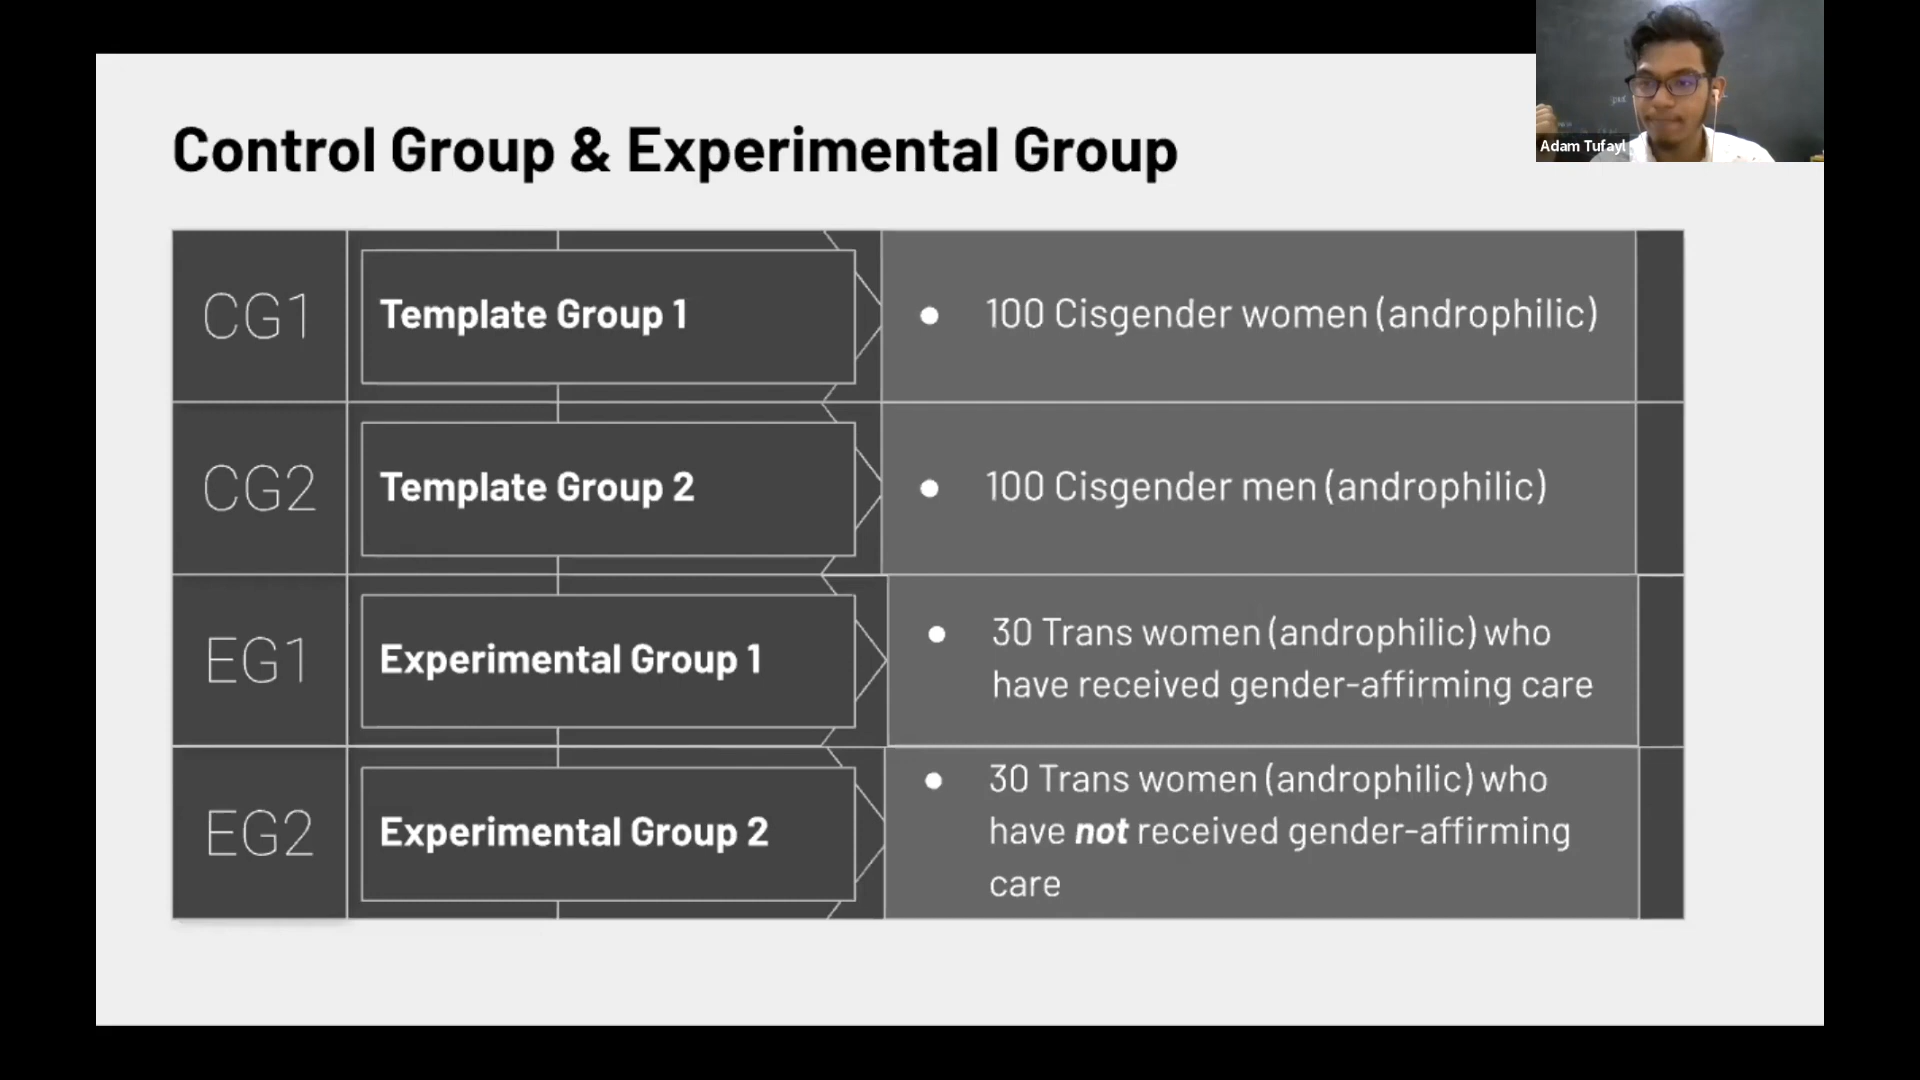 Control Group & Experimental Group
Adam Tufayl
CG1
Template Group 1
● 100 Cisgender women (androphilic)
CG2
Template Group 2
● 100 Cisgender men (androphilic)
EG1
Experimental Group 1
● 30 Trans women (androphilic) who
have received gender-affirming care
EG2
Experimental Group 2
● 30 Trans women (androphilic) who
have not received gender-affirming
care